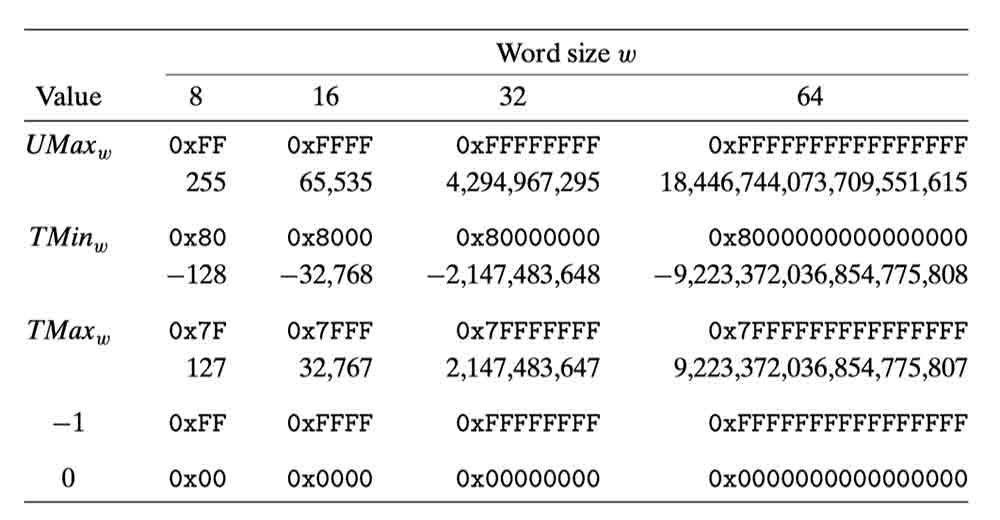 Word size w
Value 8 16 32 64
UMaxw 0xFF 0xFFFF 0xFFFFFFFF 0xFFFFFFFFFFFFFFFF
255 65,535 4,294,967,295 18,446,744,073,709,551,615
TMinw 0x80 0x8000 0x80000000 0x8000000000000000
−128 −32,768 −2,147,483,648 −9,223,372,036,854,775,808
TMaxw 0x7F 0x7FFF 0x7FFFFFFF 0x7FFFFFFFFFFFFFFF
127 32,767 2,147,483,647 9,223,372,036,854,775,807
−1 0xFF 0xFFFF 0xFFFFFFFF 0xFFFFFFFFFFFFFFFF
0 0x00 0x0000 0x00000000 0x0000000000000000